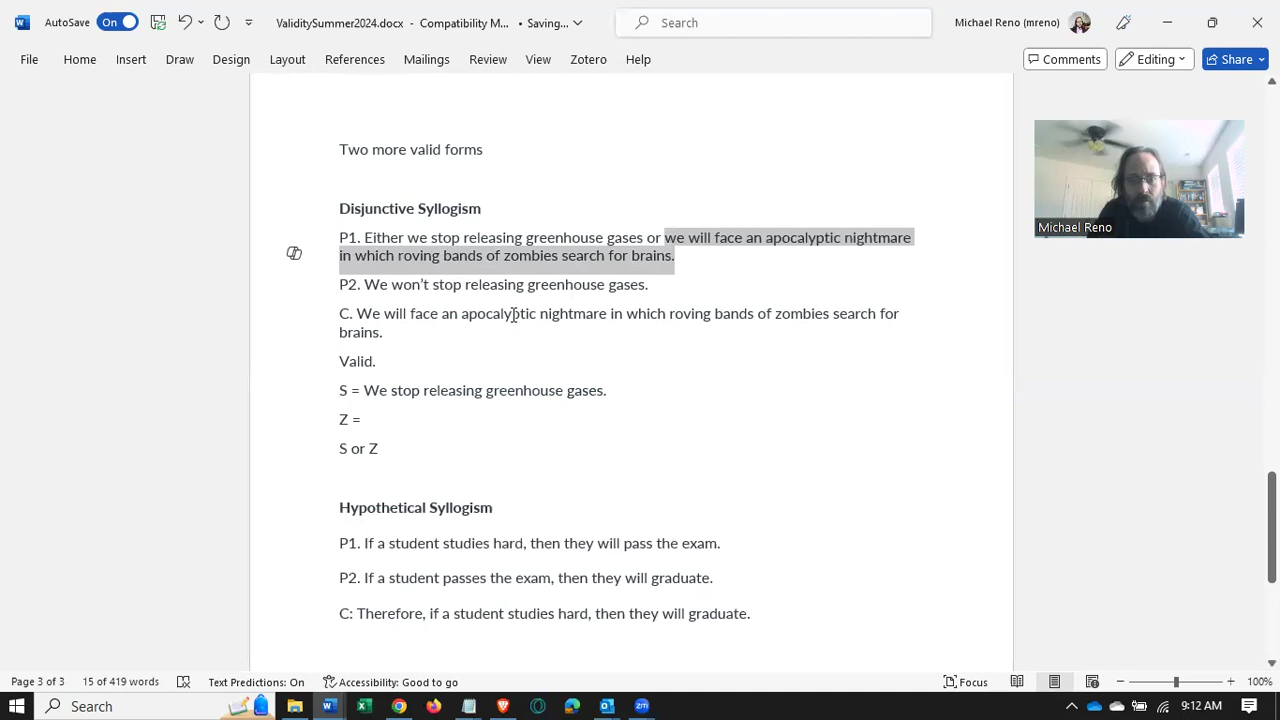 AutoSave
On
ValiditySummer2024.docx - Compatibility M... • Saving...
Search
Michael Reno (mreno)
File Home Insert Draw Design Layout References Mailings Review View Zotero Help
Comments
Editing
Share
Two more valid forms
Disjunctive Syllogism
P1. Either we stop releasing greenhouse gases or we will face an apocalyptic nightmare
in which roving bands of zombies search for brains.
P2. We won’t stop releasing greenhouse gases.
C. We will face an apocalyptic nightmare in which roving bands of zombies search for
brains.
Valid.
S = We stop releasing greenhouse gases.
Z =
S or Z
Hypothetical Syllogism
P1. If a student studies hard, then they will pass the exam.
P2. If a student passes the exam, then they will graduate.
C: Therefore, if a student studies hard, then they will graduate.
Michael Reno
Page 3 of 3 15 of 419 words Text Predictions: On Accessibility: Good to go Focus 100%
Search
zm
9:12 AM